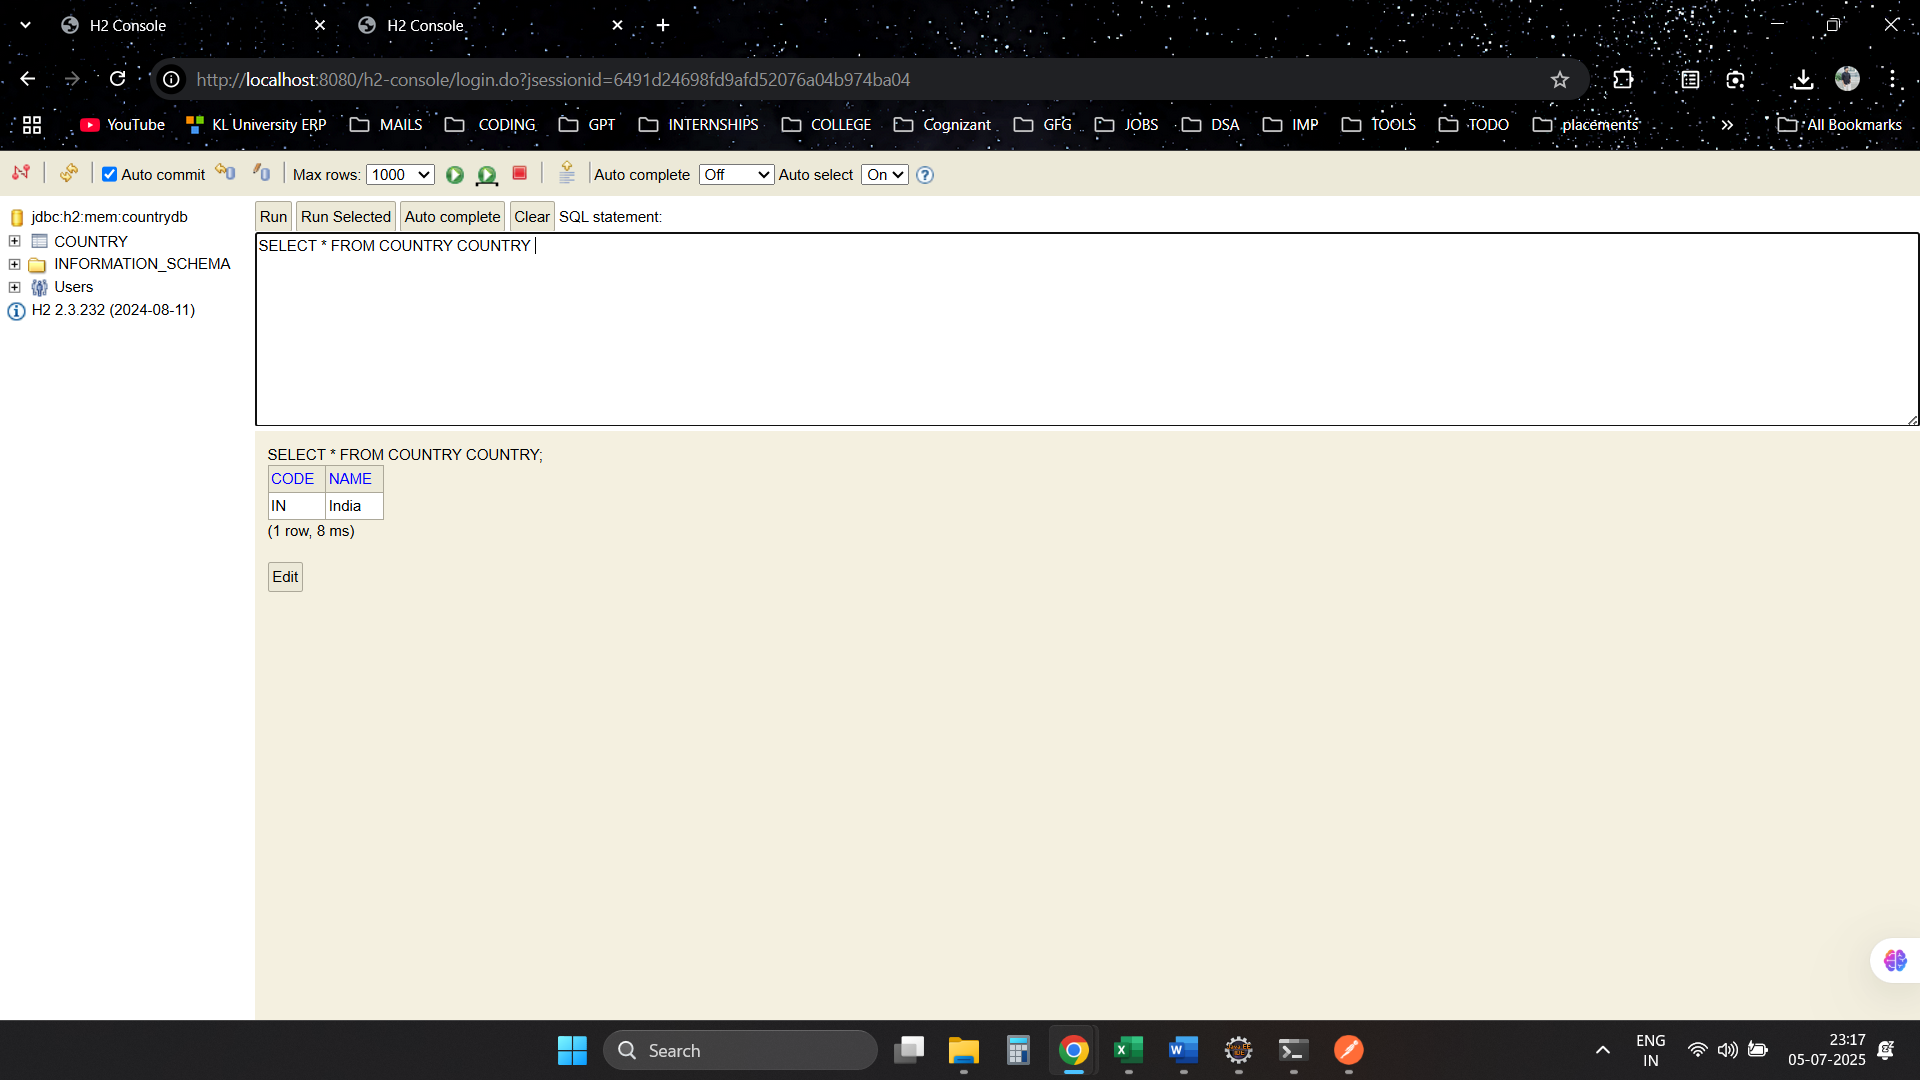 H2 Console
H2 Console
http://localhost:8080/h2-console/login.do?jsessionid=6491d24698fd9afd52076a04b974ba04
YouTube
KL University ERP
MAILS
CODING
GPT
INTERNSHIPS
COLLEGE
Cognizant
GFG
JOBS
DSA
IMP
TOOLS
TODO
placements
All Bookmarks
Auto commit
Max rows: 1000
Auto complete Off
Auto select On
jdbc:h2:mem:countrydb
COUNTRY
INFORMATION_SCHEMA
Users
H2 2.3.232 (2024-08-11)
Run
Run Selected
Auto complete
Clear
SQL statement:
SELECT * FROM COUNTRY COUNTRY
SELECT * FROM COUNTRY COUNTRY;
CODE NAME
IN India
(1 row, 8 ms)
Edit
Search
ENG
IN
23:17
05-07-2025